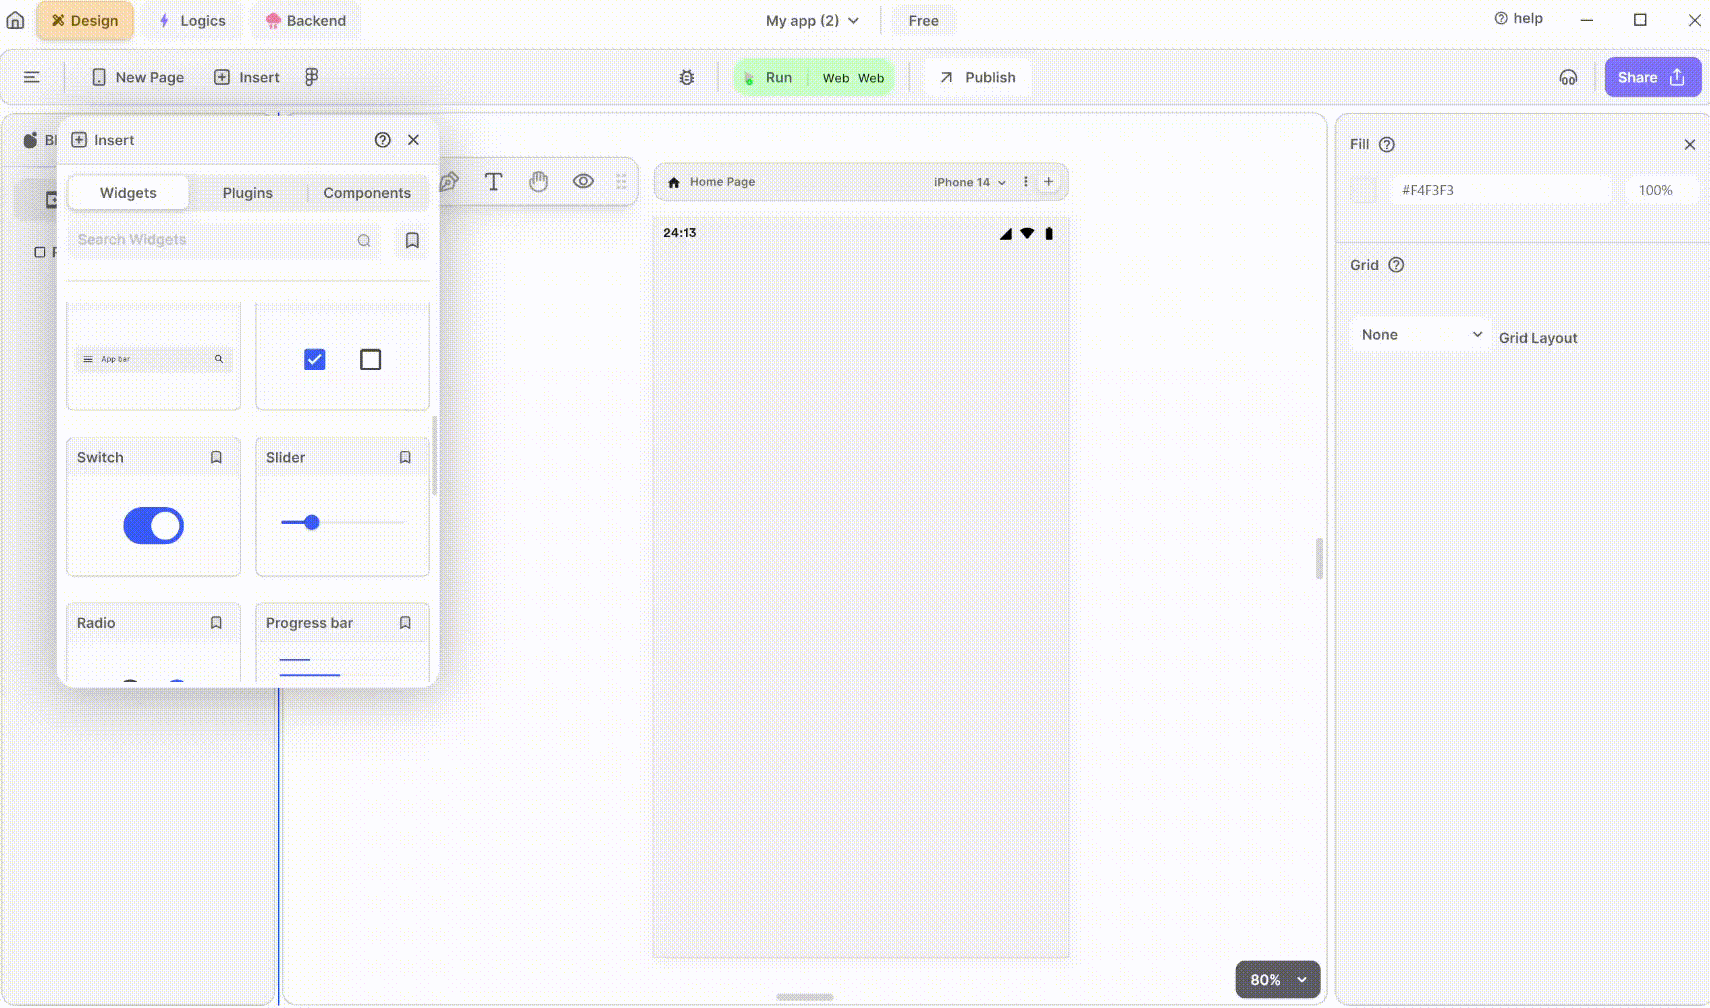 Design
Logics
Backend
My app (2)
Free
help
New Page
Insert
Run
Web Web
Publish
Share
Insert
Widgets
Plugins
Components
Search Widgets
App bar
Switch
Slider
Radio
Progress bar
Home Page
iPhone 14
24:13
80%
Fill
#F4F3F3
100%
Grid
None
Grid Layout